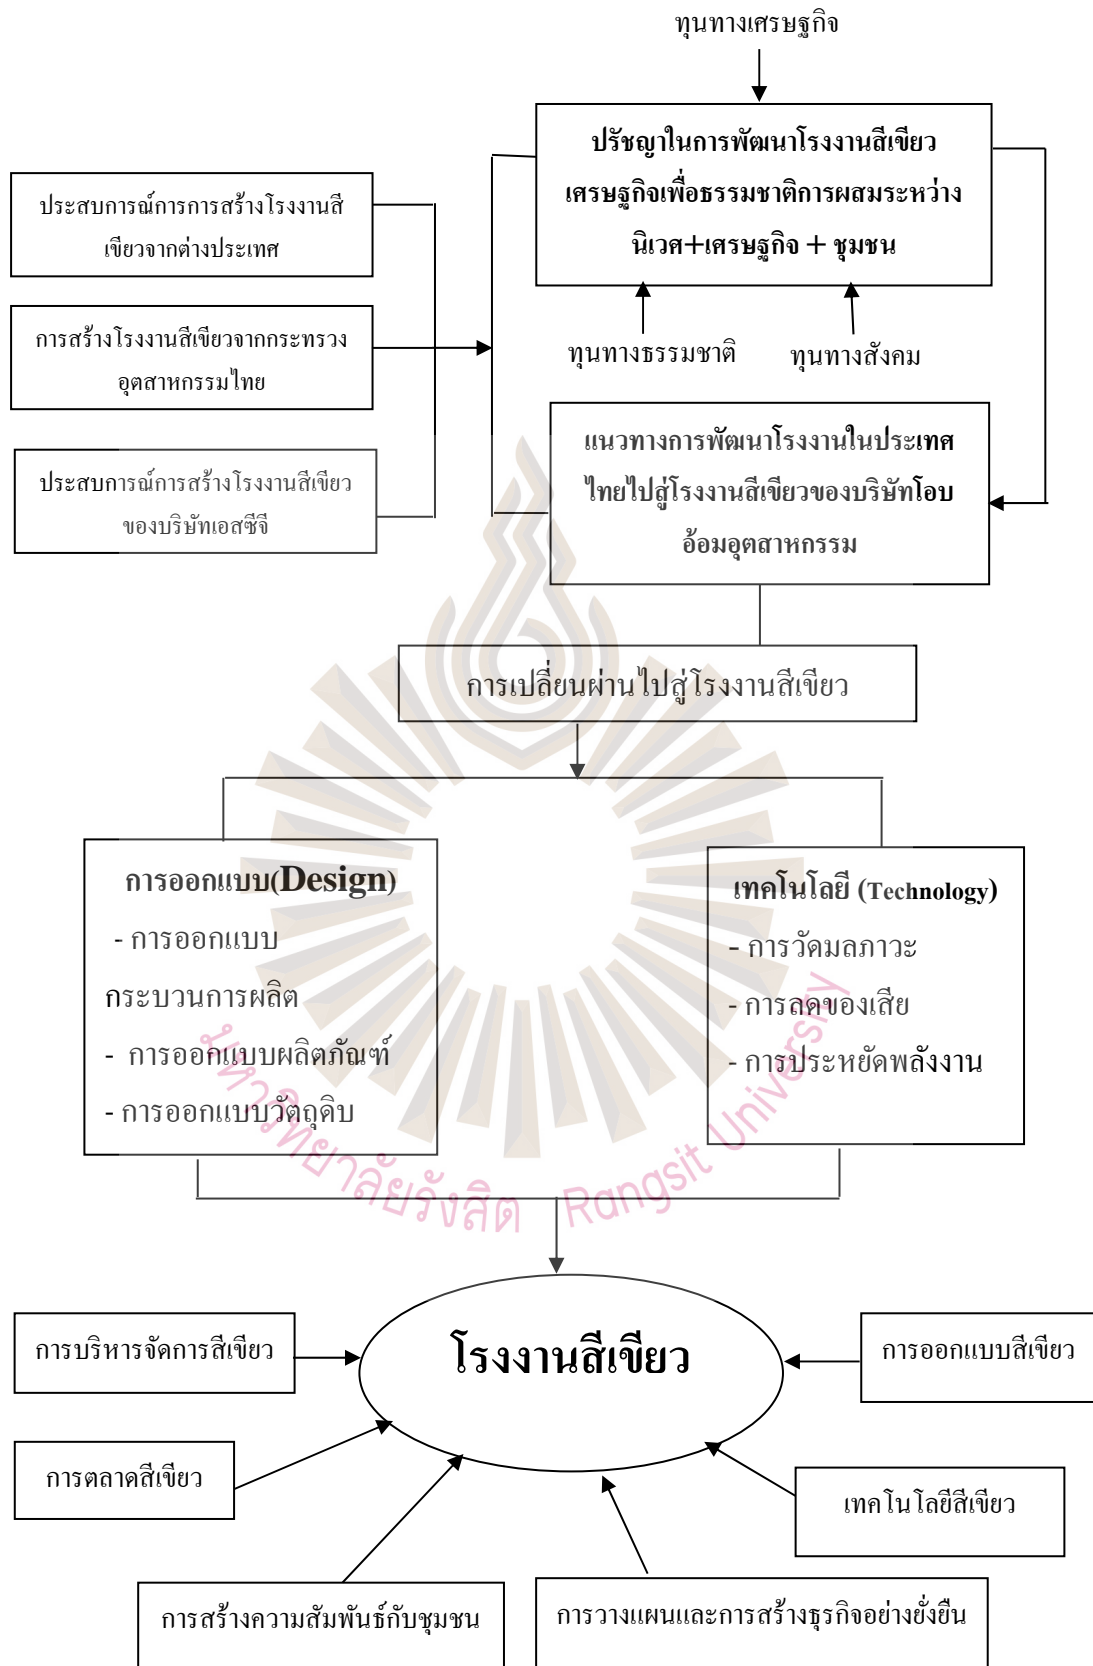 ทุนทางเศรษฐกิจ
ปรัชญาในการพัฒนาโรงงานสีเขียว
เศรษฐกิจเพื่อธรรมชาติการผสมระหว่าง
นิเวศ+เศรษฐกิจ + ชุมชน
ประสบการณ์การการสร้างโรงงานสี
เขียวจากต่างประเทศ
การสร้างโรงงานสีเขียวจากกระทรวง
อุตสาหกรรมไทย
ประสบการณ์การสร้างโรงงานสีเขียว
ของบริษัทเอสซีจี
ทุนทางธรรมชาติ
ทุนทางสังคม
แนวทางการพัฒนาโรงงานในประเทศ
ไทยไปสู่โรงงานสีเขียวของบริษัทโอบ
อ้อมอุตสาหกรรม
การเปลี่ยนผ่านไปสู่โรงงานสีเขียว
การออกแบบ(Design)
- การออกแบบ
กระบวนการผลิต
- การออกแบบผลิตภัณฑ์
- การออกแบบวัตถุดิบ
เทคโนโลยี (Technology)
- การวัดมลภาวะ
- การลดของเสีย
- การประหยัดพลังงาน
มหาวิทยาลัยรังสิต Rangsit University
โรงงานสีเขียว
การบริหารจัดการสีเขียว
การออกแบบสีเขียว
การตลาดสีเขียว
เทคโนโลยีสีเขียว
การสร้างความสัมพันธ์กับชุมชน
การวางแผนและการสร้างธุรกิจอย่างยั่งยืน